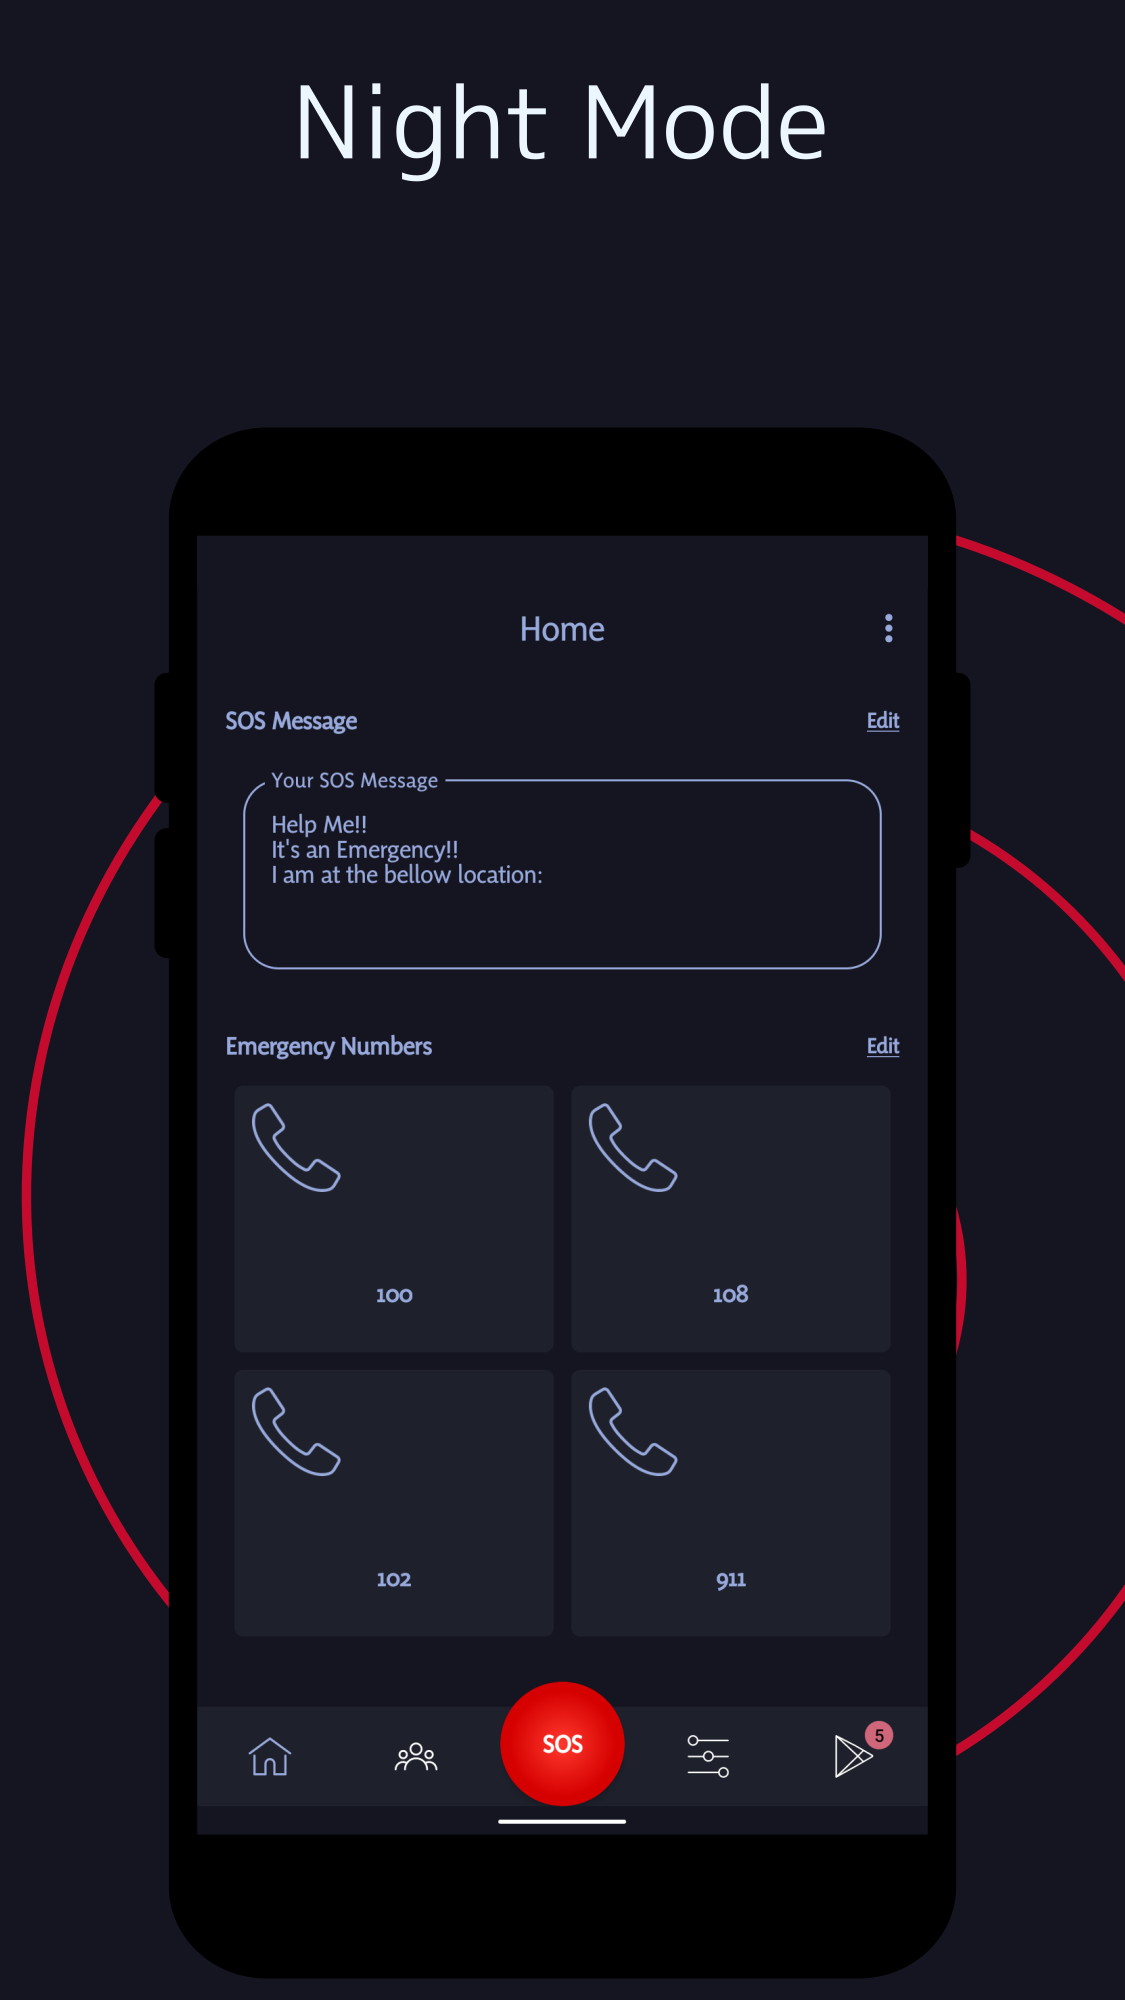 Night Mode
Home
SOS Message
Edit
Your SOS Message
Help Me!!
It's an Emergency!!
I am at the bellow location:
Emergency Numbers
Edit
100
108
102
911
SOS
5